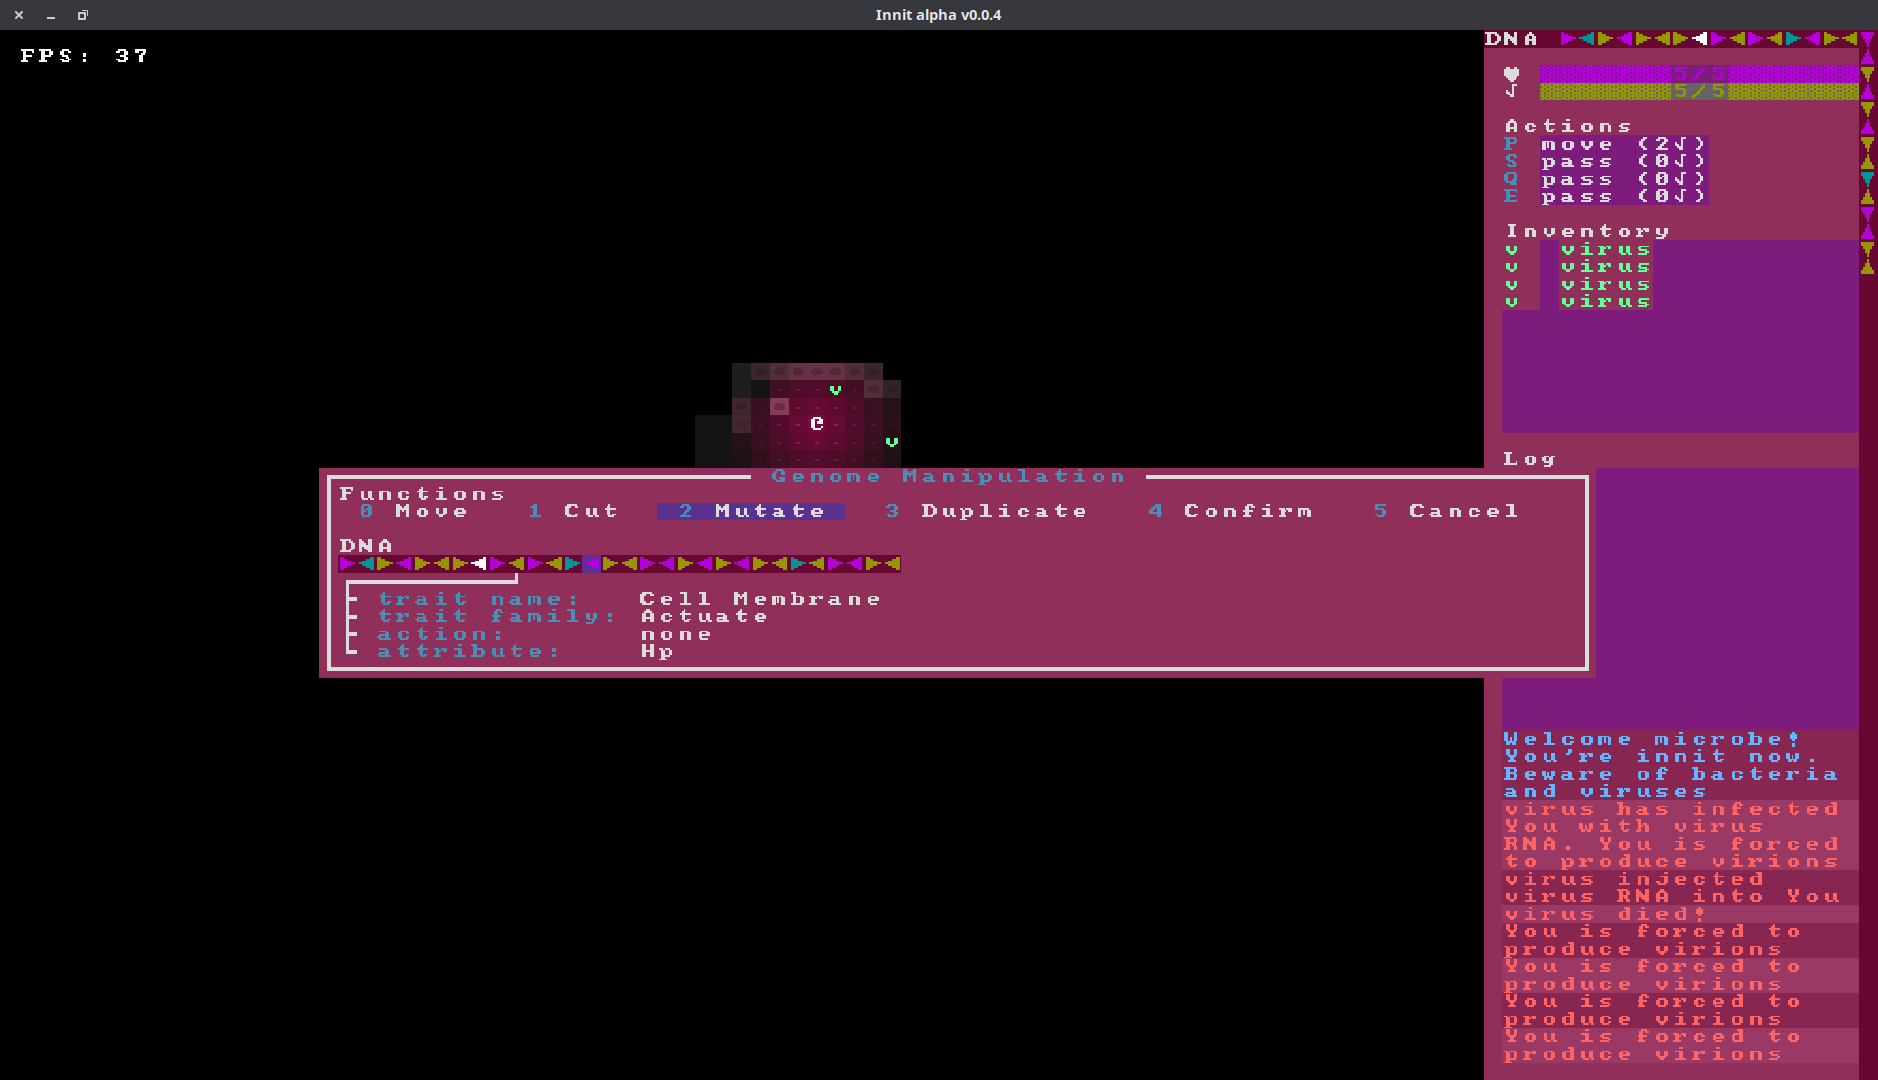 Innit alpha v0.0.4
FPS: 37
DNA
5/5
5/5
Actions
P move (2√)
S pass (0√)
Q pass (0√)
E pass (0√)
Inventory
v virus
v virus
v virus
v virus
v
@
v
Genome Manipulation
Functions
0 Move 1 Cut 2 Mutate 3 Duplicate 4 Confirm 5 Cancel
DNA
trait name: Cell Membrane
trait family: Actuate
action: none
attribute: Hp
Log
Welcome microbe!
You're innit now.
Beware of bacteria
and viruses
virus has infected
You with virus
RNA. You is forced
to produce virions
virus injected
virus RNA into You
virus died!
You is forced to
produce virions
You is forced to
produce virions
You is forced to
produce virions
You is forced to
produce virions